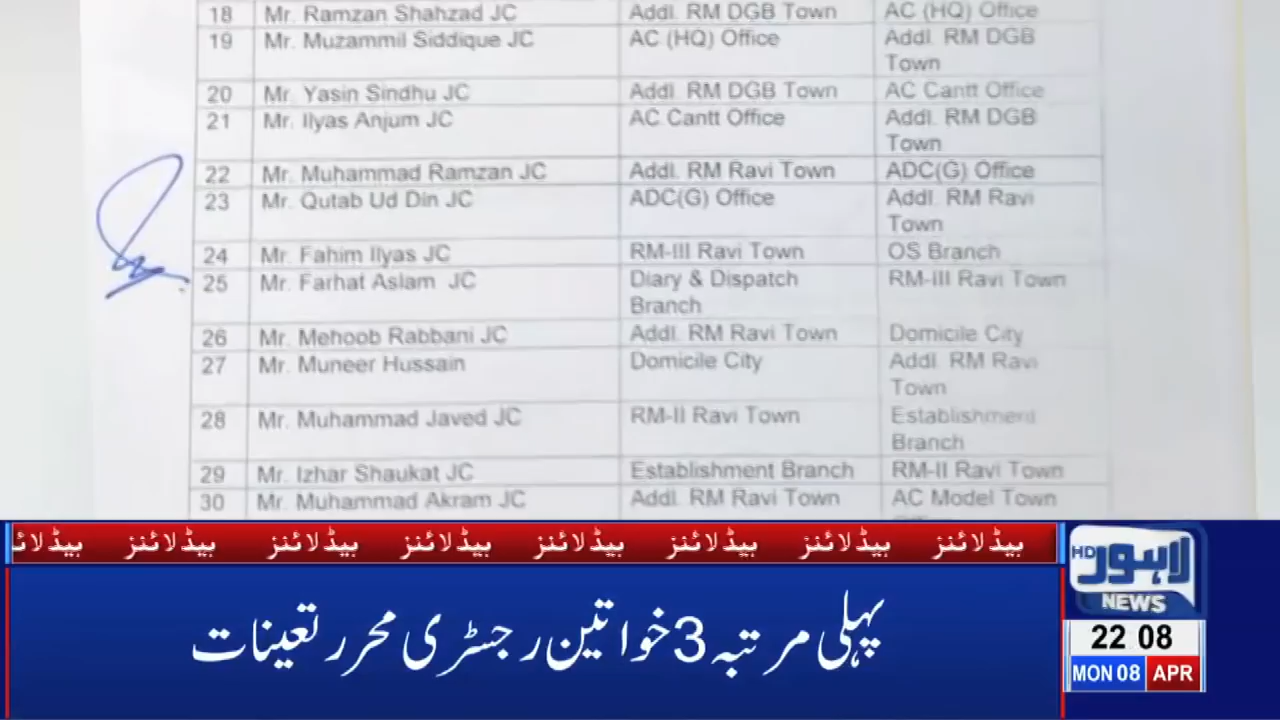 18 Mr. Ramzan Shahzad JC Addl. RM DGB Town AC (HQ) Office
19 Mr. Muzammil Siddique JC AC (HQ) Office Addl. RM DGB
Town
20 Mr. Yasin Sindhu JC Addl. RM DGB Town AC Cantt Office
21 Mr. Ilyas Anjum JC AC Cantt Office Addl. RM DGB
Town
22 Mr. Muhammad Ramzan JC Addl. RM Ravi Town ADC(G) Office
23 Mr. Qutab Ud Din JC ADC(G) Office Addl. RM Ravi
Town
24 Mr. Fahim Ilyas JC RM-III Ravi Town OS Branch
25 Mr. Farhat Aslam JC Diary & Dispatch RM-III Ravi Town
Branch
26 Mr. Mehoob Rabbani JC Addl. RM Ravi Town Domicile City
27 Mr. Muneer Hussain Domicile City Addl. RM Ravi
Town
28 Mr. Muhammad Javed JC RM-II Ravi Town Establishment
Branch
29 Mr. Izhar Shaukat JC Establishment Branch RM-II Ravi Town
30 Mr. Muhammad Akram JC Addl. RM Ravi Town AC Model Town
ہیڈلائنز ہیڈلائنز ہیڈلائنز ہیڈلائنز ہیڈلائنز ہیڈلائنز ہیڈلائنز
پہلی مرتبہ 3 خواتین رجسٹری محرر تعینات
HD لاہور
NEWS
22 08
MON 08 APR